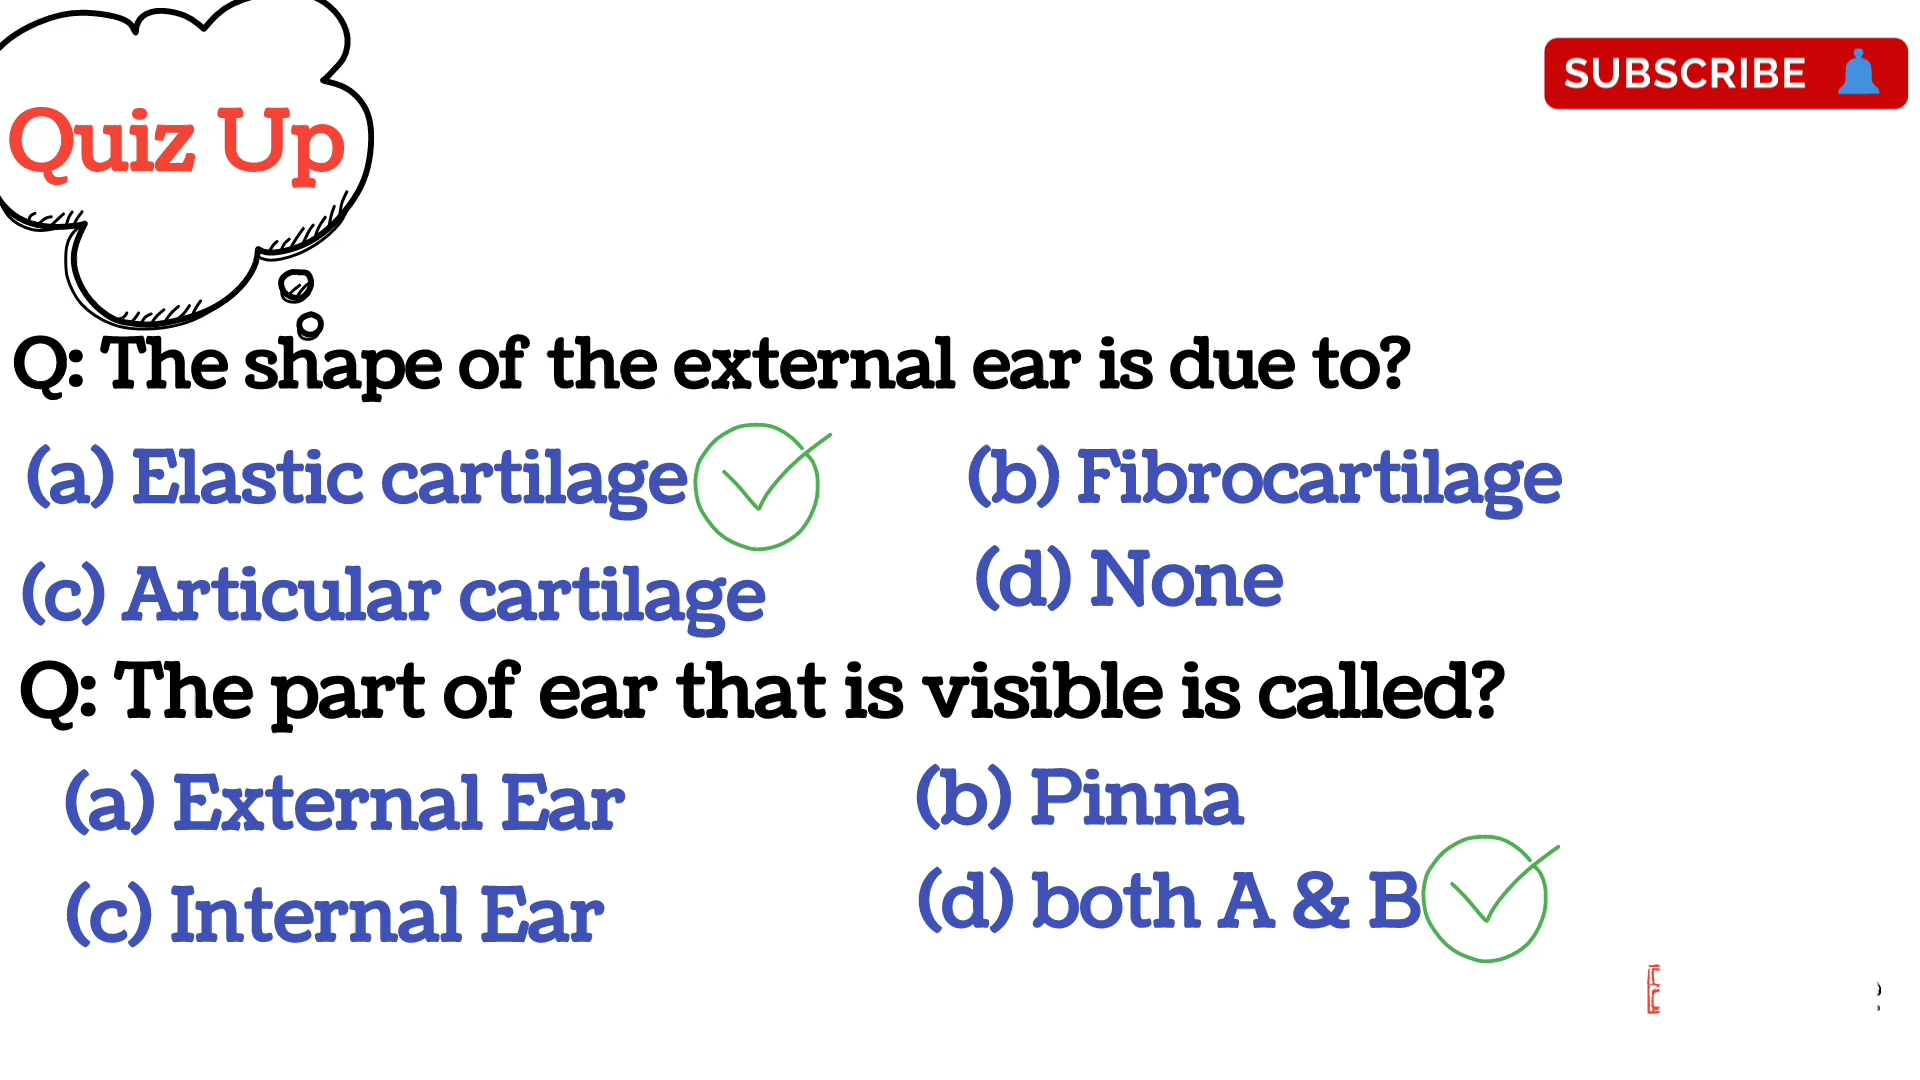 Quiz Up
SUBSCRIBE
Q: The shape of the external ear is due to?
(a) Elastic cartilage
(b) Fibrocartilage
(c) Articular cartilage
(d) None
Q: The part of ear that is visible is called?
(a) External Ear
(b) Pinna
(c) Internal Ear
(d) both A & B